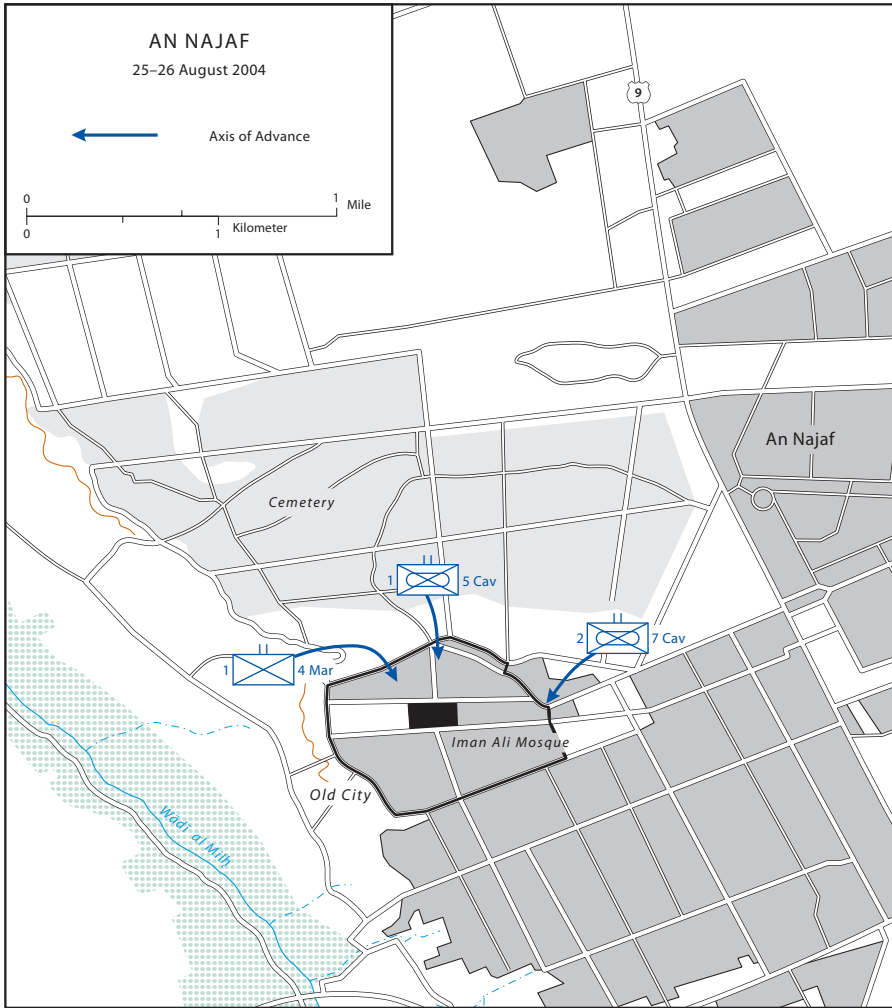 AN NAJAF
25–26 August 2004
Axis of Advance
0
1
Mile
0
1
Kilometer
9
An Najaf
Cemetery
1
5 Cav
2
7 Cav
1
4 Mar
Iman Ali Mosque
Old City
Wadi al Milh